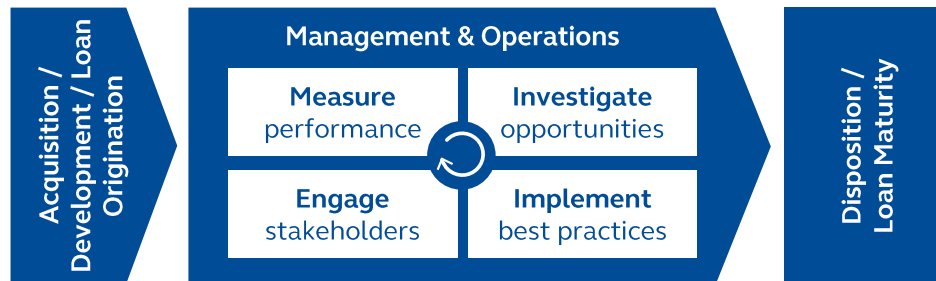 Acquisition /
Development / Loan
Origination
Management & Operations
Measure
performance
Investigate
opportunities
Engage
stakeholders
Implement
best practices
Disposition /
Loan Maturity